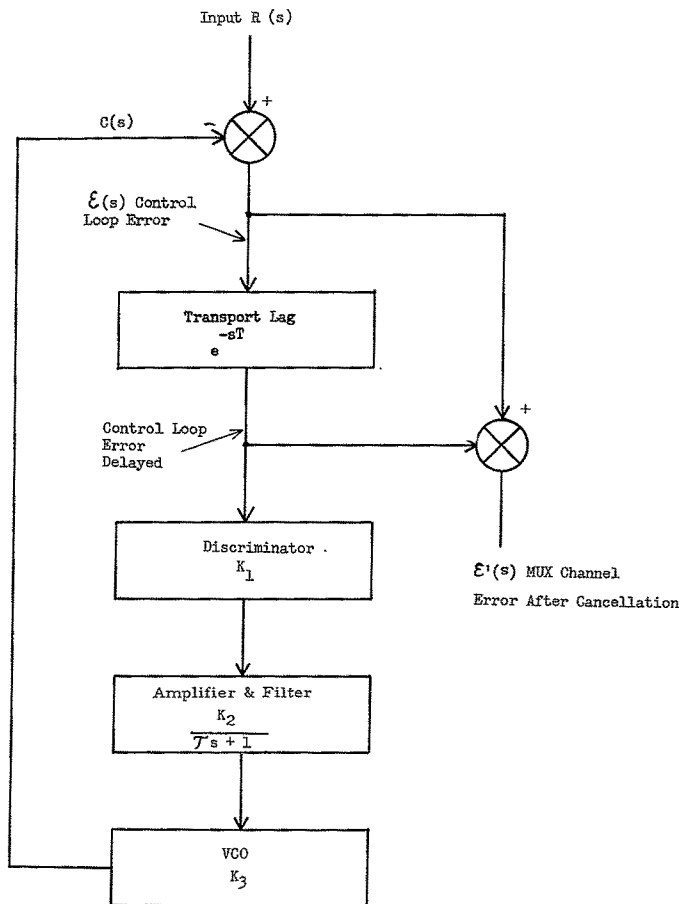 Input R (s)
+
C(s)
-
Ɛ(s) Control
Loop Error
Transport Lag
e^-sT
+
Control Loop
Error
Delayed
Discriminator .
K1
Ɛ'(s) MUX Channel
Error After Cancellation
Amplifier & Filter
K2
τs + 1
VCO
K3